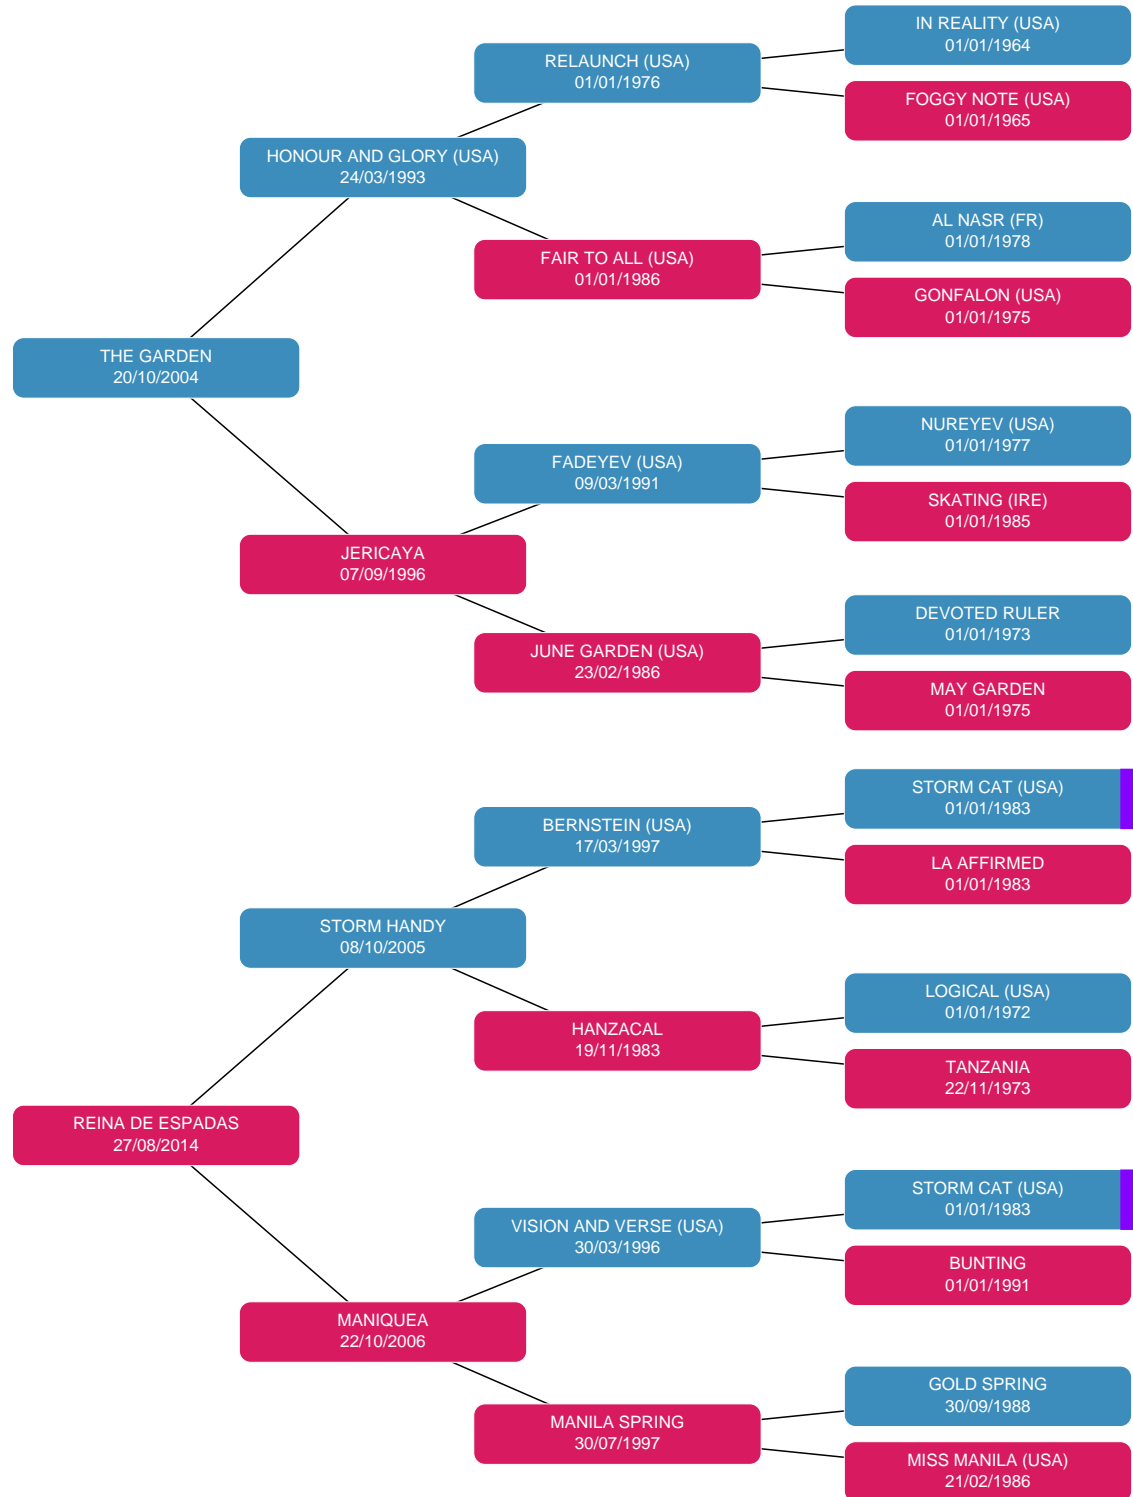 IN REALITY (USA)
01/01/1964
RELAUNCH (USA)
01/01/1976
FOGGY NOTE (USA)
01/01/1965
HONOUR AND GLORY (USA)
24/03/1993
AL NASR (FR)
01/01/1978
FAIR TO ALL (USA)
01/01/1986
GONFALON (USA)
01/01/1975
THE GARDEN
20/10/2004
NUREYEV (USA)
01/01/1977
FADEYEV (USA)
09/03/1991
SKATING (IRE)
01/01/1985
JERICAYA
07/09/1996
DEVOTED RULER
01/01/1973
JUNE GARDEN (USA)
23/02/1986
MAY GARDEN
01/01/1975
STORM CAT (USA)
01/01/1983
BERNSTEIN (USA)
17/03/1997
LA AFFIRMED
01/01/1983
STORM HANDY
08/10/2005
LOGICAL (USA)
01/01/1972
HANZACAL
19/11/1983
TANZANIA
22/11/1973
REINA DE ESPADAS
27/08/2014
STORM CAT (USA)
01/01/1983
VISION AND VERSE (USA)
30/03/1996
BUNTING
01/01/1991
MANIQUEA
22/10/2006
GOLD SPRING
30/09/1988
MANILA SPRING
30/07/1997
MISS MANILA (USA)
21/02/1986